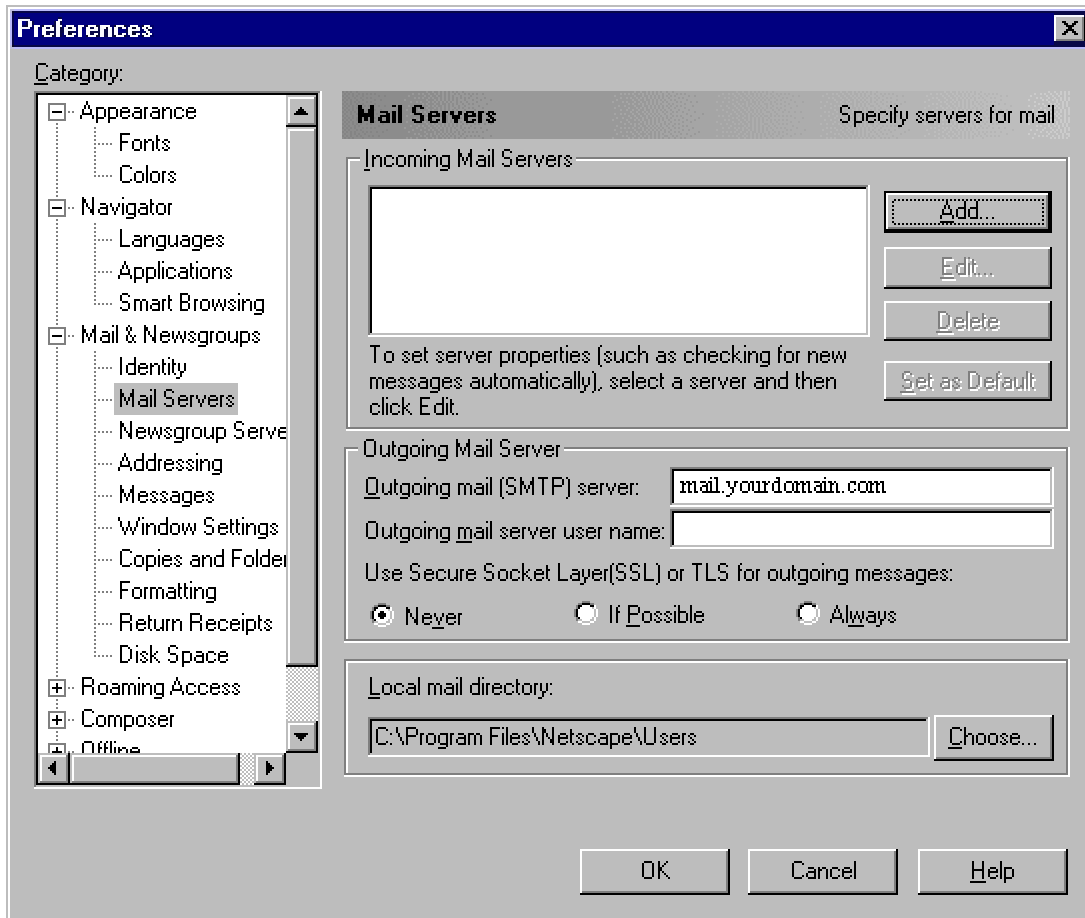 Preferences
Category:
Appearance
Fonts
Colors
Navigator
Languages
Applications
Smart Browsing
Mail & Newsgroups
Identity
Mail Servers
Newsgroup Serve
Addressing
Messages
Window Settings
Copies and Folder
Formatting
Return Receipts
Disk Space
Roaming Access
Composer
Offline
Mail Servers Specify servers for mail
Incoming Mail Servers
Add...
Edit...
Delete
Set as Default
To set server properties (such as checking for new
messages automatically), select a server and then
click Edit.
Outgoing Mail Server
Outgoing mail (SMTP) server: mail.yourdomain.com
Outgoing mail server user name:
Use Secure Socket Layer(SSL) or TLS for outgoing messages:
Never If Possible Always
Local mail directory:
C:\Program Files\Netscape\Users Choose...
OK Cancel Help